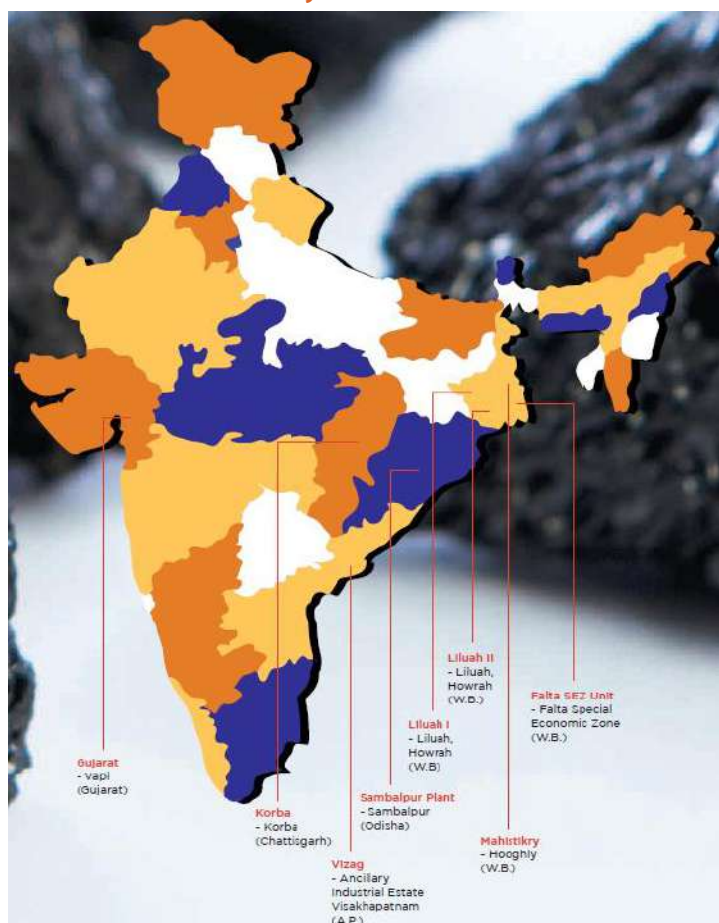 Liluah II
- Liluah,
Howrah
(W.B.)
Falta SEZ Unit
- Falta Special
Economic Zone
(W.B.)
Liluah I
- Liluah,
Howrah
(W.B)
Gujarat
- Vapi
(Gujarat)
Sambalpur Plant
- Sambalpur
(Odisha)
Korba
- Korba
(Chattisgarh)
Mahistikry
- Hooghly
(W.B.)
Vizag
- Ancillary
Industrial Estate
Visakhapatnam
(A.P.)